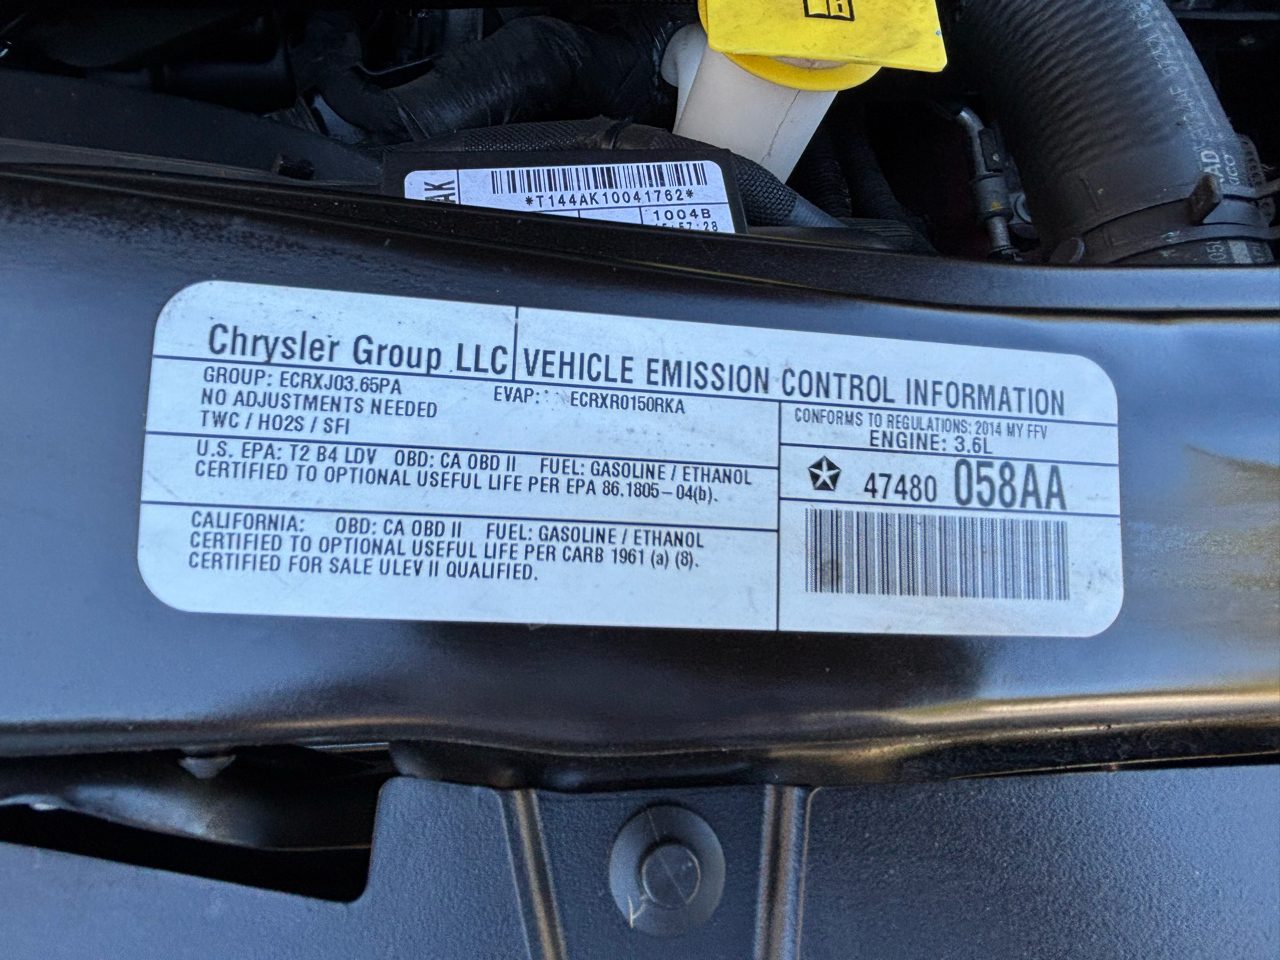 AK
*T144AK10041762*
1004B
Chrysler Group LLC
VEHICLE EMISSION CONTROL INFORMATION
GROUP: ECRXJ03.65PA
EVAP: ECRXR0150RKA
NO ADJUSTMENTS NEEDED
TWC / HO2S / SFI
CONFORMS TO REGULATIONS: 2014 MY FFV
ENGINE: 3.6L
U.S. EPA: T2 B4 LDV OBD: CA OBD II FUEL: GASOLINE / ETHANOL
CERTIFIED TO OPTIONAL USEFUL LIFE PER EPA 86.1805-04(b).
47480 058AA
CALIFORNIA: OBD: CA OBD II FUEL: GASOLINE / ETHANOL
CERTIFIED TO OPTIONAL USEFUL LIFE PER CARB 1961 (a) (8).
CERTIFIED FOR SALE ULEV II QUALIFIED.